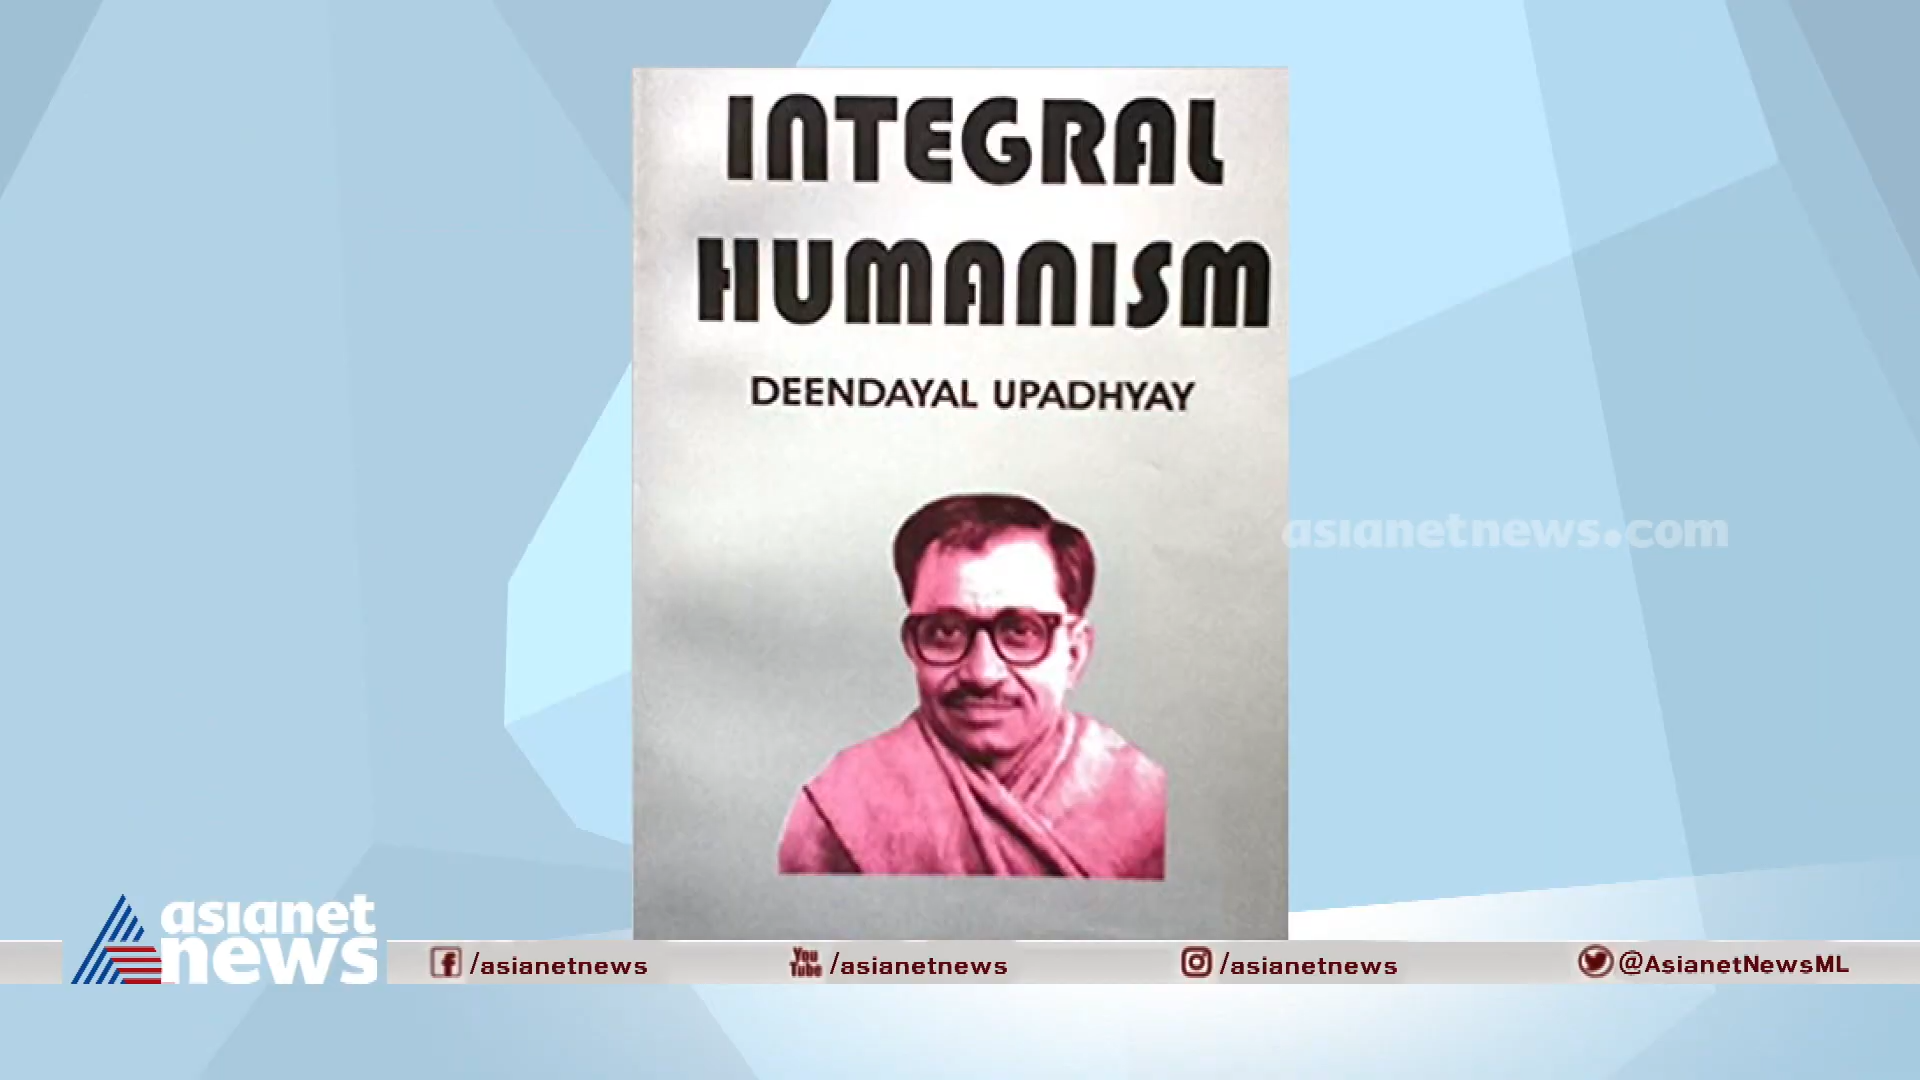 INTEGRAL
HUMANISM
DEENDAYAL UPADHYAY
asianetnews.com
asianet
news
/asianetnews
You
Tube /asianetnews
/asianetnews
@AsianetNewsML